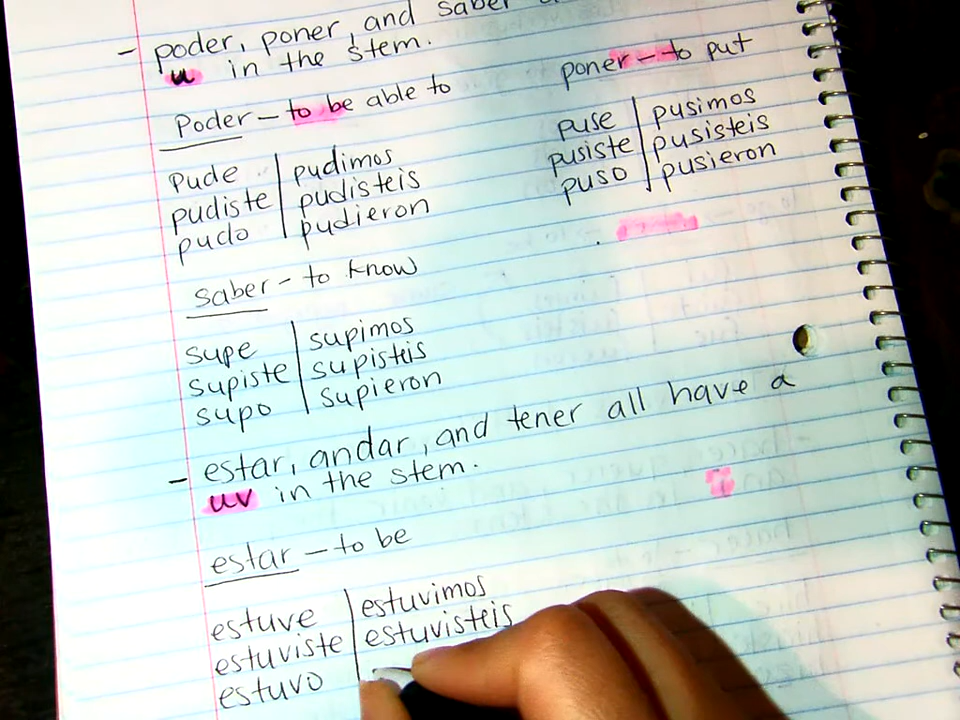 - poder, poner, and saber
u in the stem.
Poder - to be able to
poner - to put
pude | pudimos
pudiste | pudisteis
pudo | pudieron
puse | pusimos
pusiste | pusisteis
puso | pusieron
saber - to know
supe | supimos
supiste | supisteis
supo | supieron
- estar, andar, and tener all have a
uv in the stem.
estar - to be
estuve | estuvimos
estuviste | estuvisteis
estuvo